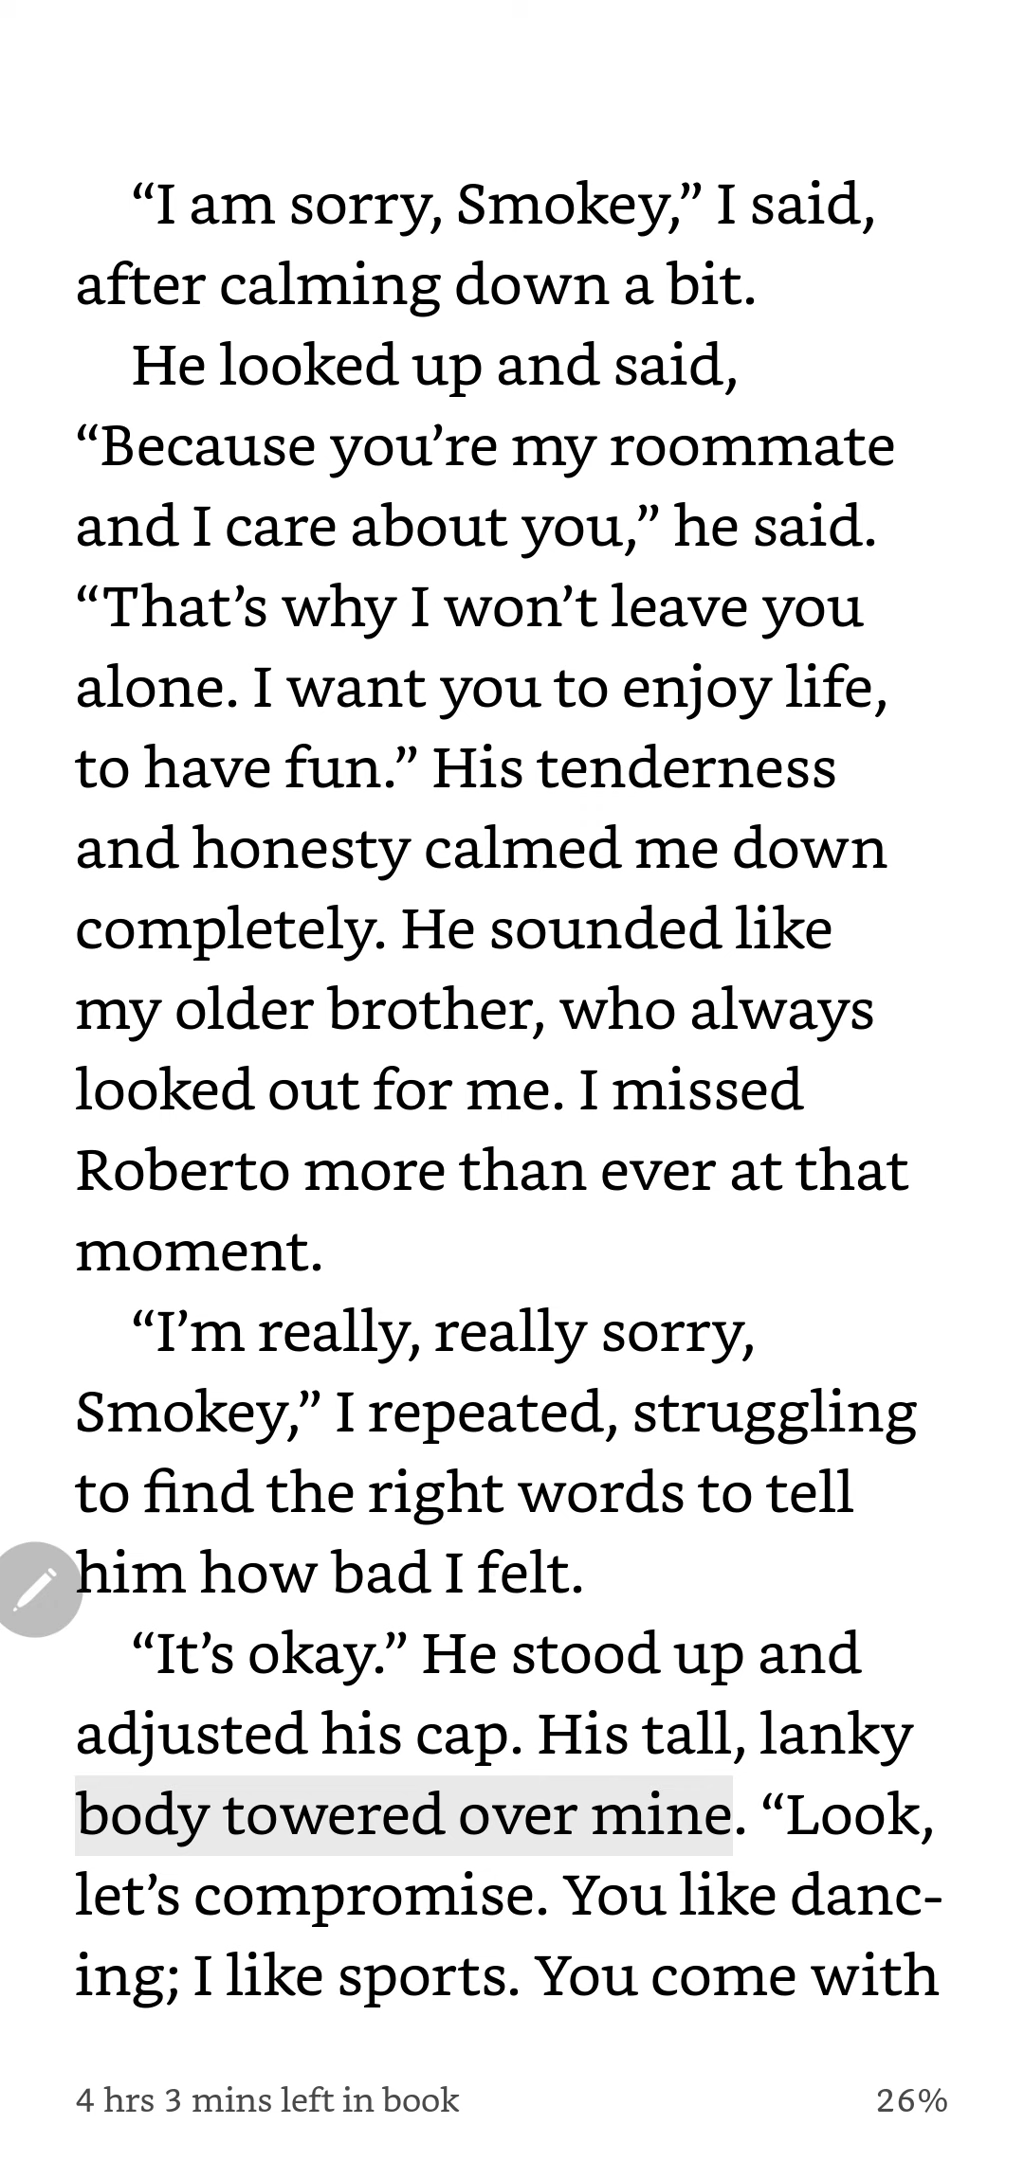 “I am sorry, Smokey,” I said,
after calming down a bit.
He looked up and said,
“Because you’re my roommate
and I care about you,” he said.
“That’s why I won’t leave you
alone. I want you to enjoy life,
to have fun.” His tenderness
and honesty calmed me down
completely. He sounded like
my older brother, who always
looked out for me. I missed
Roberto more than ever at that
moment.
“I’m really, really sorry,
Smokey,” I repeated, struggling
to find the right words to tell
him how bad I felt.
“It’s okay.” He stood up and
adjusted his cap. His tall, lanky
body towered over mine. “Look,
let’s compromise. You like danc-
ing; I like sports. You come with
4 hrs 3 mins left in book 26%